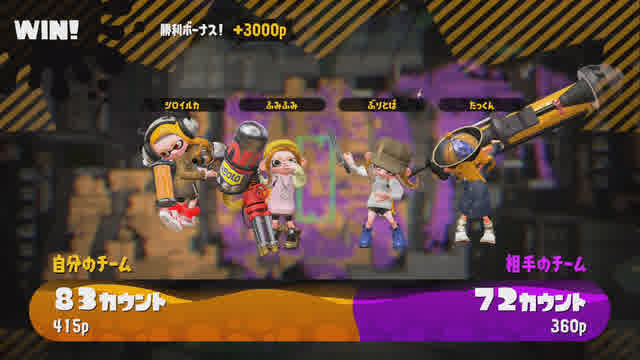 WIN!
勝利ボーナス! +3000p
シロイルカ ふみふみ ぷりとぱ たっくん
自分のチーム
83カウント
415p
相手のチーム
72カウント
360p